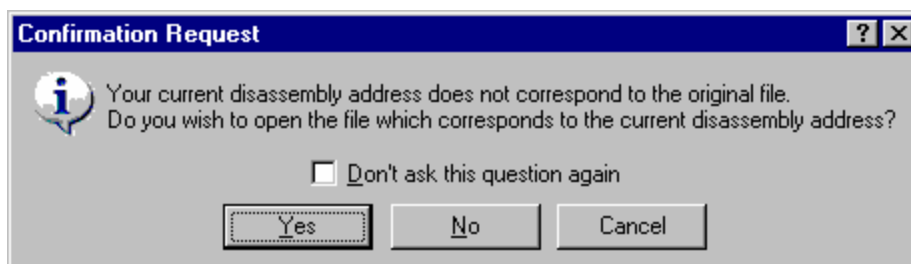 Confirmation Request
Your current disassembly address does not correspond to the original file.
Do you wish to open the file which corresponds to the current disassembly address?
Don't ask this question again
Yes No Cancel